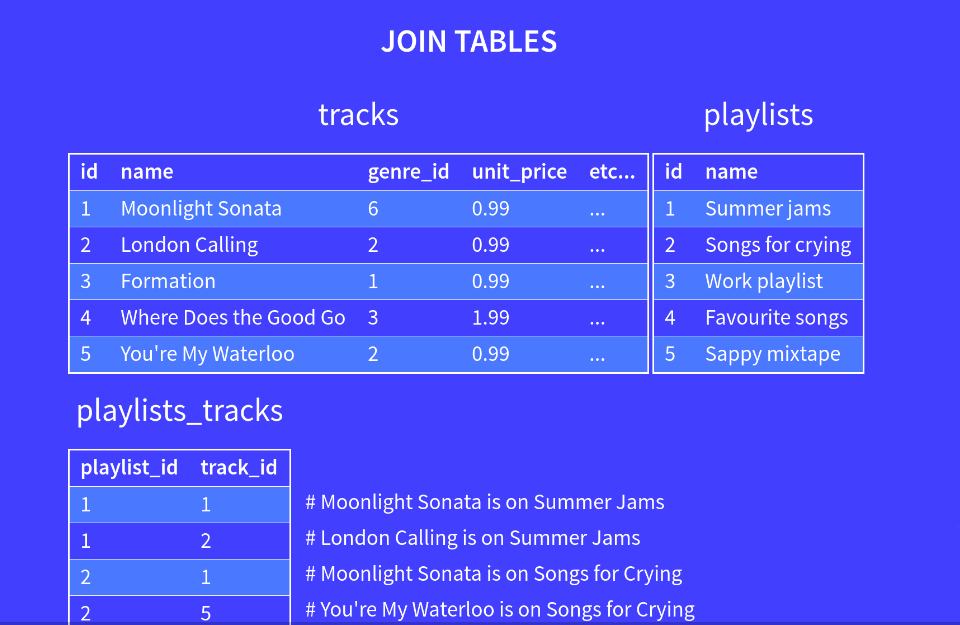 JOIN TABLES
tracks
id name genre_id unit_price etc...
1 Moonlight Sonata 6 0.99 ...
2 London Calling 2 0.99 ...
3 Formation 1 0.99 ...
4 Where Does the Good Go 3 1.99 ...
5 You're My Waterloo 2 0.99 ...
playlists
id name
1 Summer jams
2 Songs for crying
3 Work playlist
4 Favourite songs
5 Sappy mixtape
playlists_tracks
playlist_id track_id
1 1 # Moonlight Sonata is on Summer Jams
1 2 # London Calling is on Summer Jams
2 1 # Moonlight Sonata is on Songs for Crying
2 5 # You're My Waterloo is on Songs for Crying